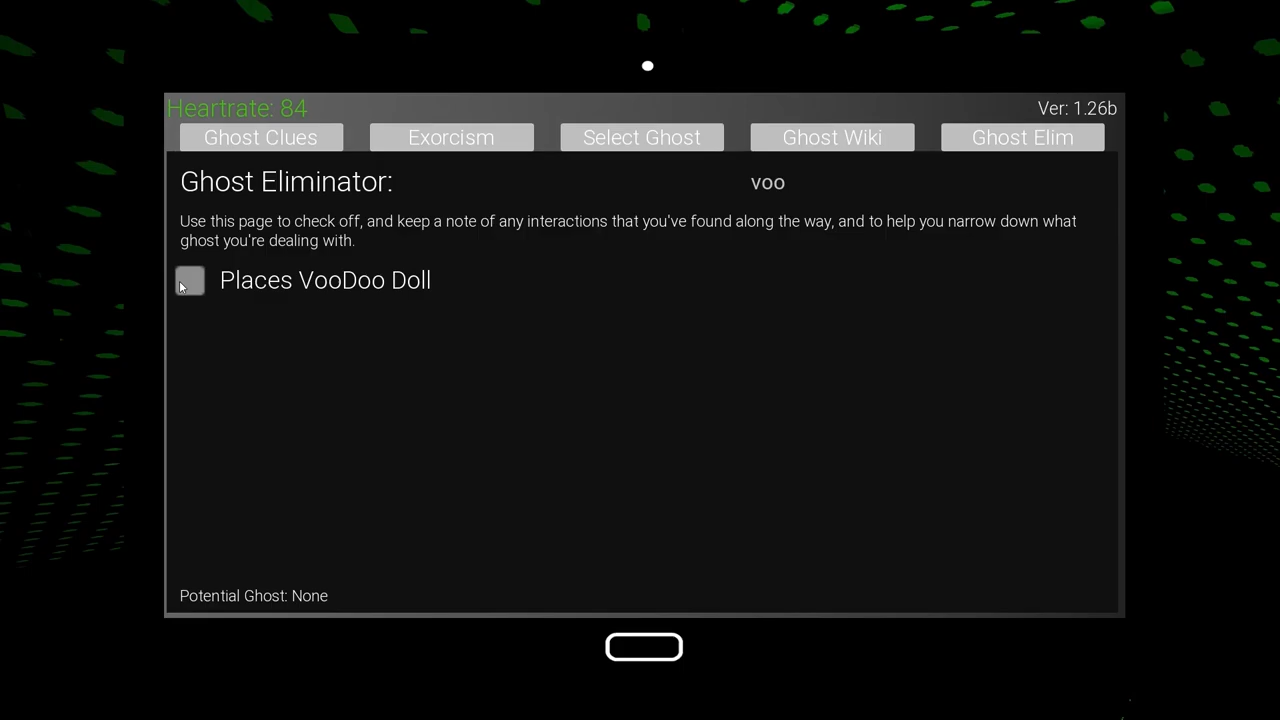 Heartrate: 84
Ver: 1.26b
Ghost Clues
Exorcism
Select Ghost
Ghost Wiki
Ghost Elim
Ghost Eliminator:
voo
Use this page to check off, and keep a note of any interactions that you've found along the way, and to help you narrow down what
ghost you're dealing with.
Places VooDoo Doll
Potential Ghost: None